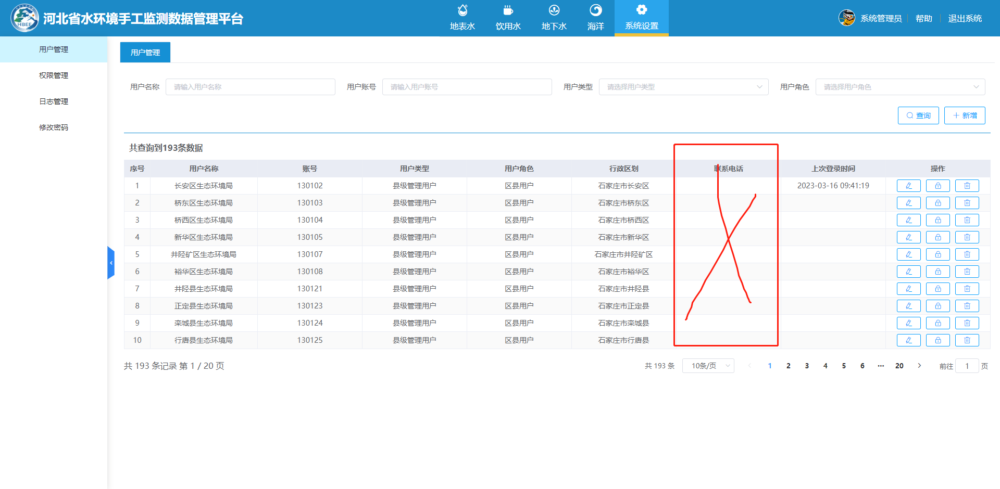 HBEE
河北省水环境手工监测数据管理平台
地表水 饮用水 地下水 海洋 系统设置
系统管理员 帮助 退出系统
用户管理
权限管理
日志管理
修改密码
用户管理
用户名称 请输入用户名称 用户账号 请输入用户账号 用户类型 请选择用户类型 用户角色 请选择用户角色
查询 新增
共查询到193条数据
序号 用户名称 账号 用户类型 用户角色 行政区划 联系电话 上次登录时间 操作
1 长安区生态环境局 130102 县级管理用户 区县用户 石家庄市长安区 2023-03-16 09:41:19
2 桥东区生态环境局 130103 县级管理用户 区县用户 石家庄市桥东区
3 桥西区生态环境局 130104 县级管理用户 区县用户 石家庄市桥西区
4 新华区生态环境局 130105 县级管理用户 区县用户 石家庄市新华区
5 井陉矿区生态环境局 130107 县级管理用户 区县用户 石家庄市井陉矿区
6 裕华区生态环境局 130108 县级管理用户 区县用户 石家庄市裕华区
7 井陉县生态环境局 130121 县级管理用户 区县用户 石家庄市井陉县
8 正定县生态环境局 130123 县级管理用户 区县用户 石家庄市正定县
9 栾城县生态环境局 130124 县级管理用户 区县用户 石家庄市栾城县
10 行唐县生态环境局 130125 县级管理用户 区县用户 石家庄市行唐县
共 193 条记录 第 1 / 20 页
共 193 条 10条/页 1 2 3 4 5 6 ··· 20 前往 1 页